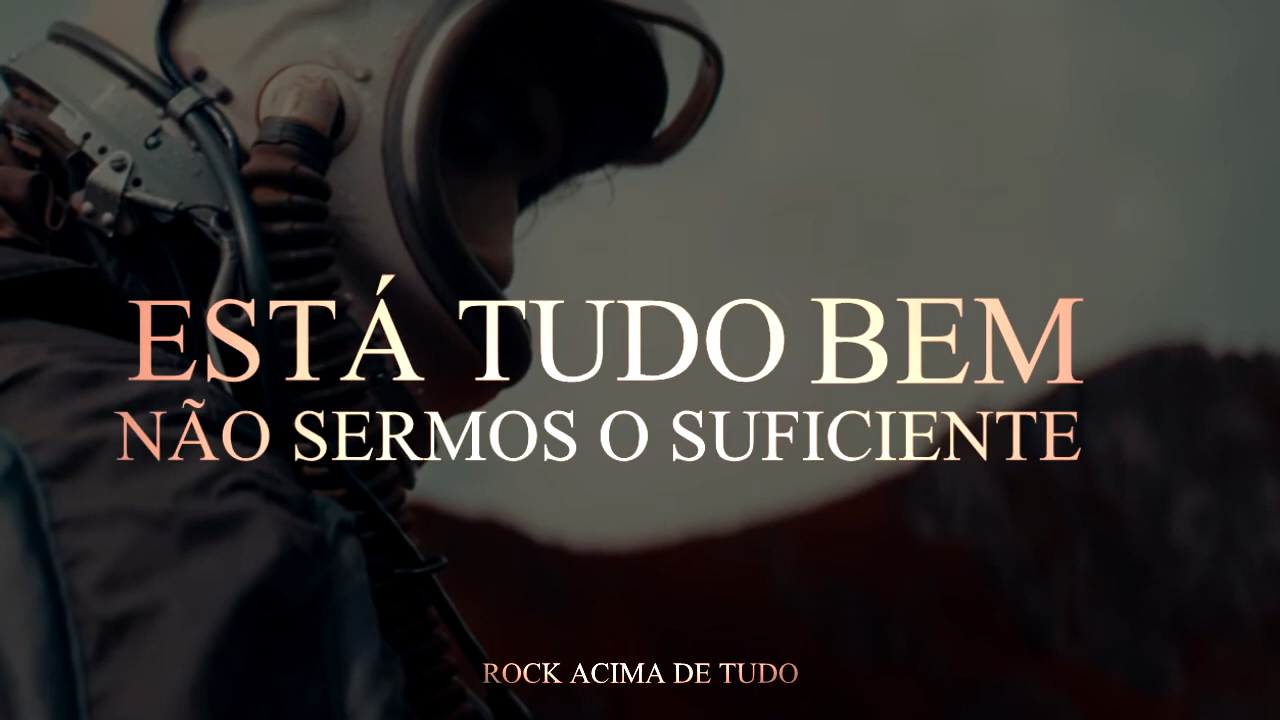 ESTÁ TUDO BEM
NÃO SERMOS O SUFICIENTE
ROCK ACIMA DE TUDO